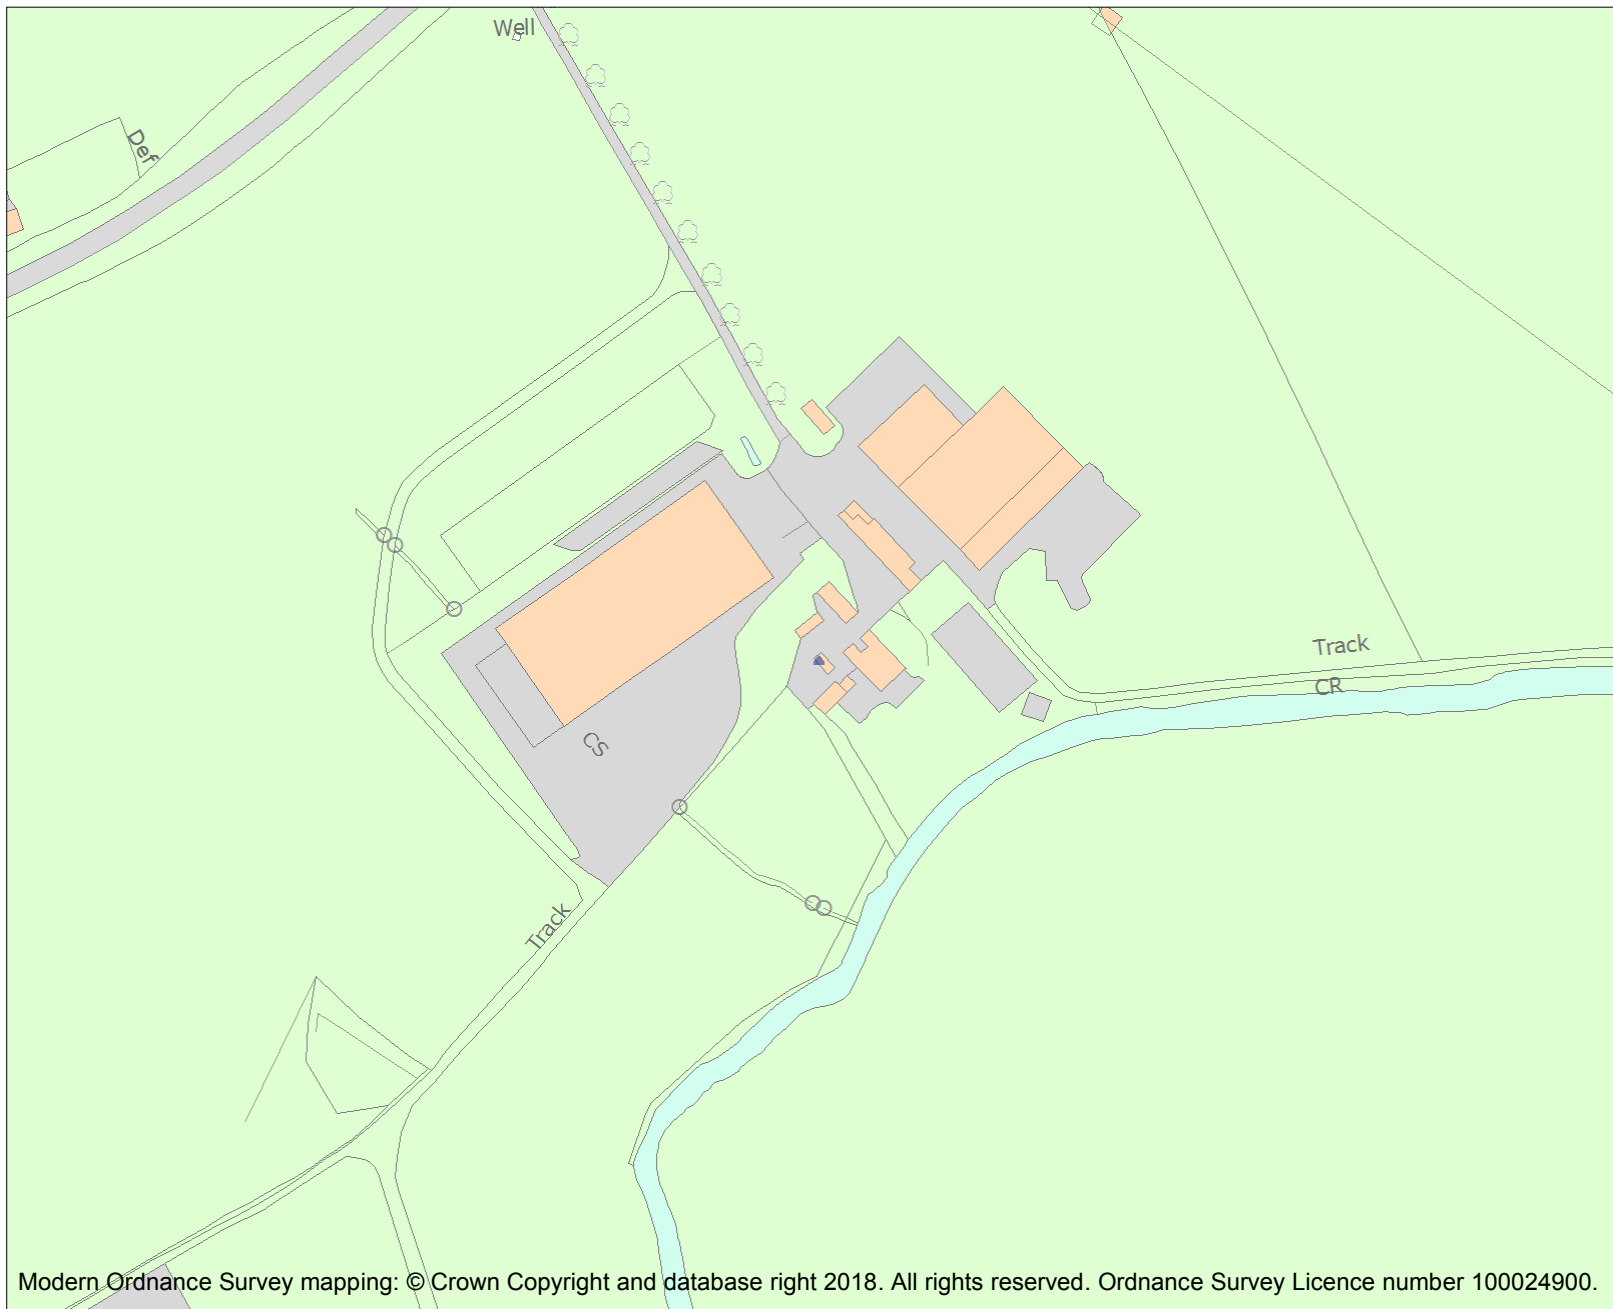 Well
Def
Track
CR
CS
Track
Modern Ordnance Survey mapping: © Crown Copyright and database right 2018. All rights reserved. Ordnance Survey Licence number 100024900.